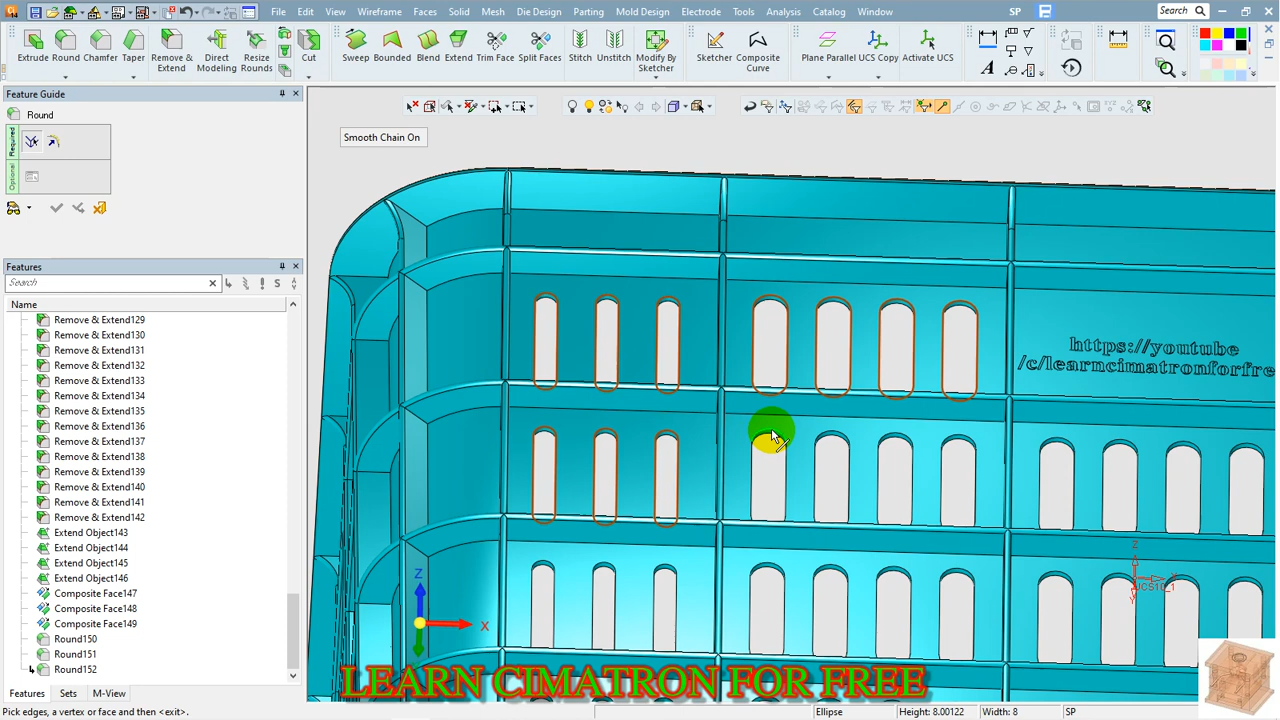 File Edit View Wireframe Faces Solid Mesh Die Design Parting Mold Design Electrode Tools Analysis Catalog Window SP Search
Extrude Round Chamfer Taper Remove & Extend Direct Modeling Resize Rounds Cut Sweep Bounded Blend Extend Trim Face Split Faces Stitch Unstitch Modify By Sketcher Sketcher Composite Curve Plane Parallel UCS Copy Activate UCS
Feature Guide
Round
Required
Optional
Smooth Chain On
Features
Search
Name
Remove & Extend129
Remove & Extend130
Remove & Extend131
Remove & Extend132
Remove & Extend133
Remove & Extend134
Remove & Extend135
Remove & Extend136
Remove & Extend137
Remove & Extend138
Remove & Extend139
Remove & Extend140
Remove & Extend141
Remove & Extend142
Extend Object143
Extend Object144
Extend Object145
Extend Object146
Composite Face147
Composite Face148
Composite Face149
Round150
Round151
Round152
Features Sets M-View
https://youtube
/c/learncimatronforfre
Z
X
Z
X
Y
UCS10_1
LEARN CIMATRON FOR FREE
Pick edges, a vertex or face and then <exit>. Ellipse Height: 8.00122 Width: 8 SP